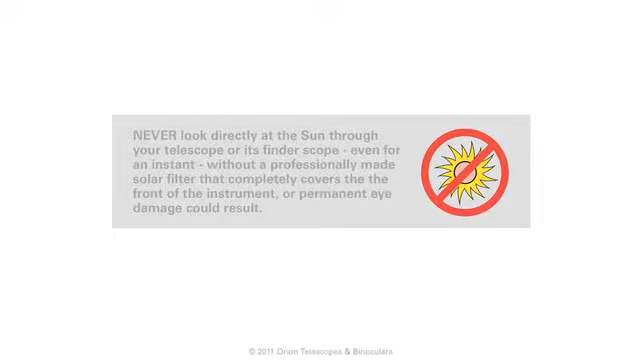 NEVER look directly at the Sun through
your telescope or its finder scope - even for
an instant - without a professionally made
solar filter that completely covers the the
front of the instrument, or permanent eye
damage could result.
© 2011 Orion Telescopes & Binoculars